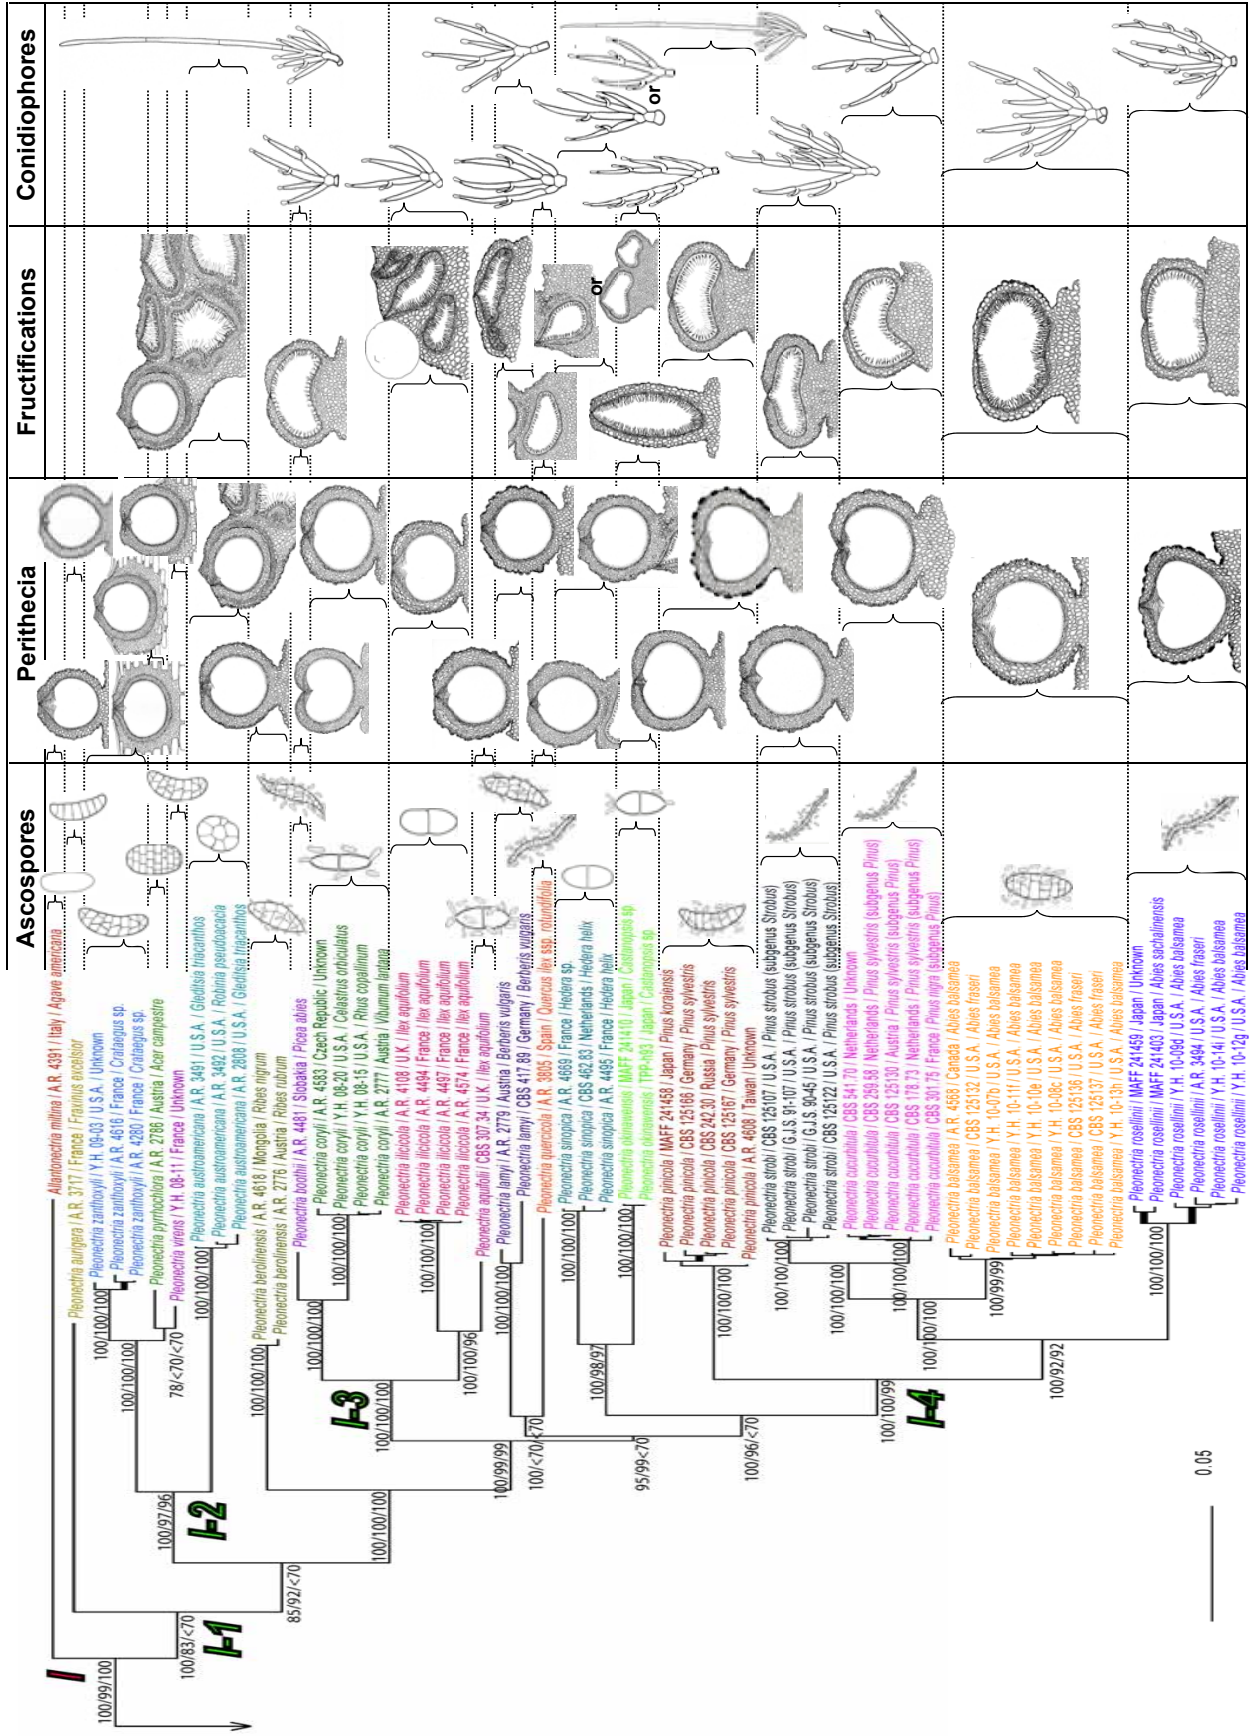 Conidiophores
or
Fructifications
or
Perithecia
Ascospores
Allantonectria miltina / A.R. 4391 / Italy / Agave americana
Pleonectria aurigera / A.R. 3717 / France / Fraxinus excelsior
Pleonectria zanthoxyli / Y.H. 09-03 / U.S.A. / Unknown
Pleonectria zanthoxyli / A.R. 4616 / France / Crataegus sp.
Pleonectria zanthoxyli / A.R. 4280 / France / Crataegus sp.
Pleonectria pyrrhochlora / A.R. 2786 / Austria / Acer campestre
Pleonectria virens / Y.H. 08-11 / France / Unknown
Pleonectria austroamericana / A.R. 3491 / U.S.A. / Gleditsia triacanthos
Pleonectria austroamericana / A.R. 3492 / U.S.A. / Robinia pseudoacacia
Pleonectria austroamericana / A.R. 2808 / U.S.A. / Gleditsia triacanthos
Pleonectria berolinensis / A.R. 4618 / Mongolia / Ribes nigrum
Pleonectria berolinensis / A.R. 2776 / Austria / Ribes rubrum
Pleonectria boothii / A.R. 4481 / Slovakia / Picea abies
Pleonectria coryli / A.R. 4583 / Czech Republic / Unknown
Pleonectria coryli / Y.H. 08-20 / U.S.A. / Celastrus orbiculatus
Pleonectria coryli / Y.H. 08-15 / U.S.A. / Rhus copallinum
Pleonectria coryli / A.R. 2777 / Austria / Viburnum lantana
Pleonectria ilicicola / A.R. 4108 / U.K. / Ilex aquifolium
Pleonectria ilicicola / A.R. 4494 / France / Ilex aquifolium
Pleonectria ilicicola / A.R. 4497 / France / Ilex aquifolium
Pleonectria ilicicola / A.R. 4574 / France / Ilex aquifolium
Pleonectria aquifolii / CBS 307.34 / U.K. / Ilex aquifolium
Pleonectria lamyi / A.R. 2779 / Austria / Berberis vulgaris
Pleonectria lamyi / CBS 417.89 / Germany / Berberis vulgaris
Pleonectria quercicola / A.R. 3805 / Spain / Quercus ilex ssp. rotundifolia
Pleonectria sinopica / A.R. 4669 / France / Hedera sp.
Pleonectria sinopica / CBS 462.83 / Netherlands / Hedera helix
Pleonectria sinopica / A.R. 4495 / France / Hedera helix
Pleonectria okinawensis / MAFF 241410 / Japan / Castanopsis sp.
Pleonectria okinawensis / TPP-h93 / Japan / Castanopsis sp.
Pleonectria pinicola / MAFF 241458 / Japan / Pinus koraiensis
Pleonectria pinicola / CBS 125166 / Germany / Pinus sylvestris
Pleonectria pinicola / CBS 242.30 / Russia / Pinus sylvestris
Pleonectria pinicola / CBS 125167 / Germany / Pinus sylvestris
Pleonectria pinicola / A.R. 4608 / Taiwan / Unknown
Pleonectria strobi / CBS 125107 / U.S.A. / Pinus strobus (subgenus Strobus)
Pleonectria strobi / G.J.S. 91-107 / U.S.A. / Pinus strobus (subgenus Strobus)
Pleonectria strobi / G.J.S. 90-45 / U.S.A. / Pinus strobus (subgenus Strobus)
Pleonectria strobi / CBS 125122 / U.S.A. / Pinus strobus (subgenus Strobus)
Pleonectria cucurbitula / CBS 541.70 / Netherlands / Unknown
Pleonectria cucurbitula / CBS 259.58 / Netherlands / Pinus sylvestris (subgenus Pinus)
Pleonectria cucurbitula / CBS 125130 / Austria / Pinus sylvestris (subgenus Pinus)
Pleonectria cucurbitula / CBS 178.73 / Netherlands / Pinus sylvestris (subgenus Pinus)
Pleonectria cucurbitula / CBS 301.75 / France / Pinus nigra (subgenus Pinus)
Pleonectria balsamea / A.R. 4568 / Canada / Abies balsamea
Pleonectria balsamea / CBS 125132 / U.S.A. / Abies fraseri
Pleonectria balsamea / Y.H. 10-07b / U.S.A. / Abies balsamea
Pleonectria balsamea / Y.H. 10-11f / U.S.A. / Abies balsamea
Pleonectria balsamea / Y.H. 10-10e / U.S.A. / Abies balsamea
Pleonectria balsamea / Y.H. 10-08c / U.S.A. / Abies balsamea
Pleonectria balsamea / CBS 125136 / U.S.A. / Abies fraseri
Pleonectria balsamea / CBS 125137 / U.S.A. / Abies fraseri
Pleonectria balsamea / Y.H. 10-13h / U.S.A. / Abies balsamea
Pleonectria rosellinii / MAFF 241459 / Japan / Unknown
Pleonectria rosellinii / MAFF 241403 / Japan / Abies sachalinensis
Pleonectria rosellinii / Y.H. 10-09d / U.S.A. / Abies balsamea
Pleonectria rosellinii / A.R. 3494 / U.S.A. / Abies fraseri
Pleonectria rosellinii / Y.H. 10-14i / U.S.A. / Abies balsamea
Pleonectria rosellinii / Y.H. 10-12g / U.S.A. / Abies balsamea
100/100/100
100/100/100
78/<70/<70
100/100/100
100/100/100
100/100/100
100/100/100
100/100/96
100/100/100
100/100/100
100/98/97
100/100/100
100/100/100
100/100/100
100/100/100
100/100/100
100/99/99
100/100/100
100/92/92
I-3
100/100/100
100/<70/<70
100/100/99
I-4
100/96/<70
95/99<70
100/99/99
100/97/96
I-2
100/100/100
85/92/<70
100/83/<70
I-1
I
100/99/100
0.05